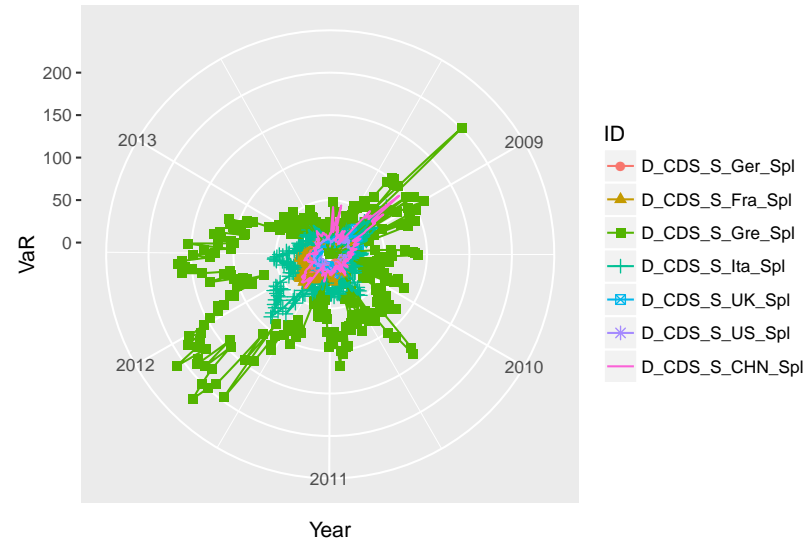 200
150
100
50
0
VaR
2013
2009
2012
2010
2011
Year
ID
D_CDS_S_Ger_Spl
D_CDS_S_Fra_Spl
D_CDS_S_Gre_Spl
D_CDS_S_Ita_Spl
D_CDS_S_UK_Spl
D_CDS_S_US_Spl
D_CDS_S_CHN_Spl